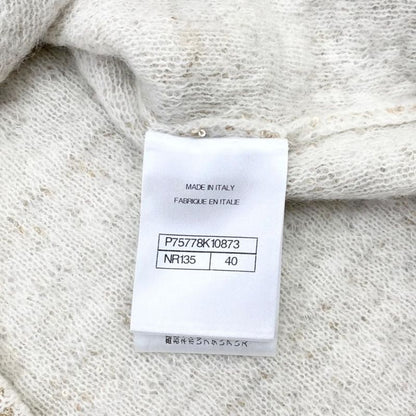 MADE IN ITALY
FABRIQUE EN ITALIE
P75778K10873
NR135 40